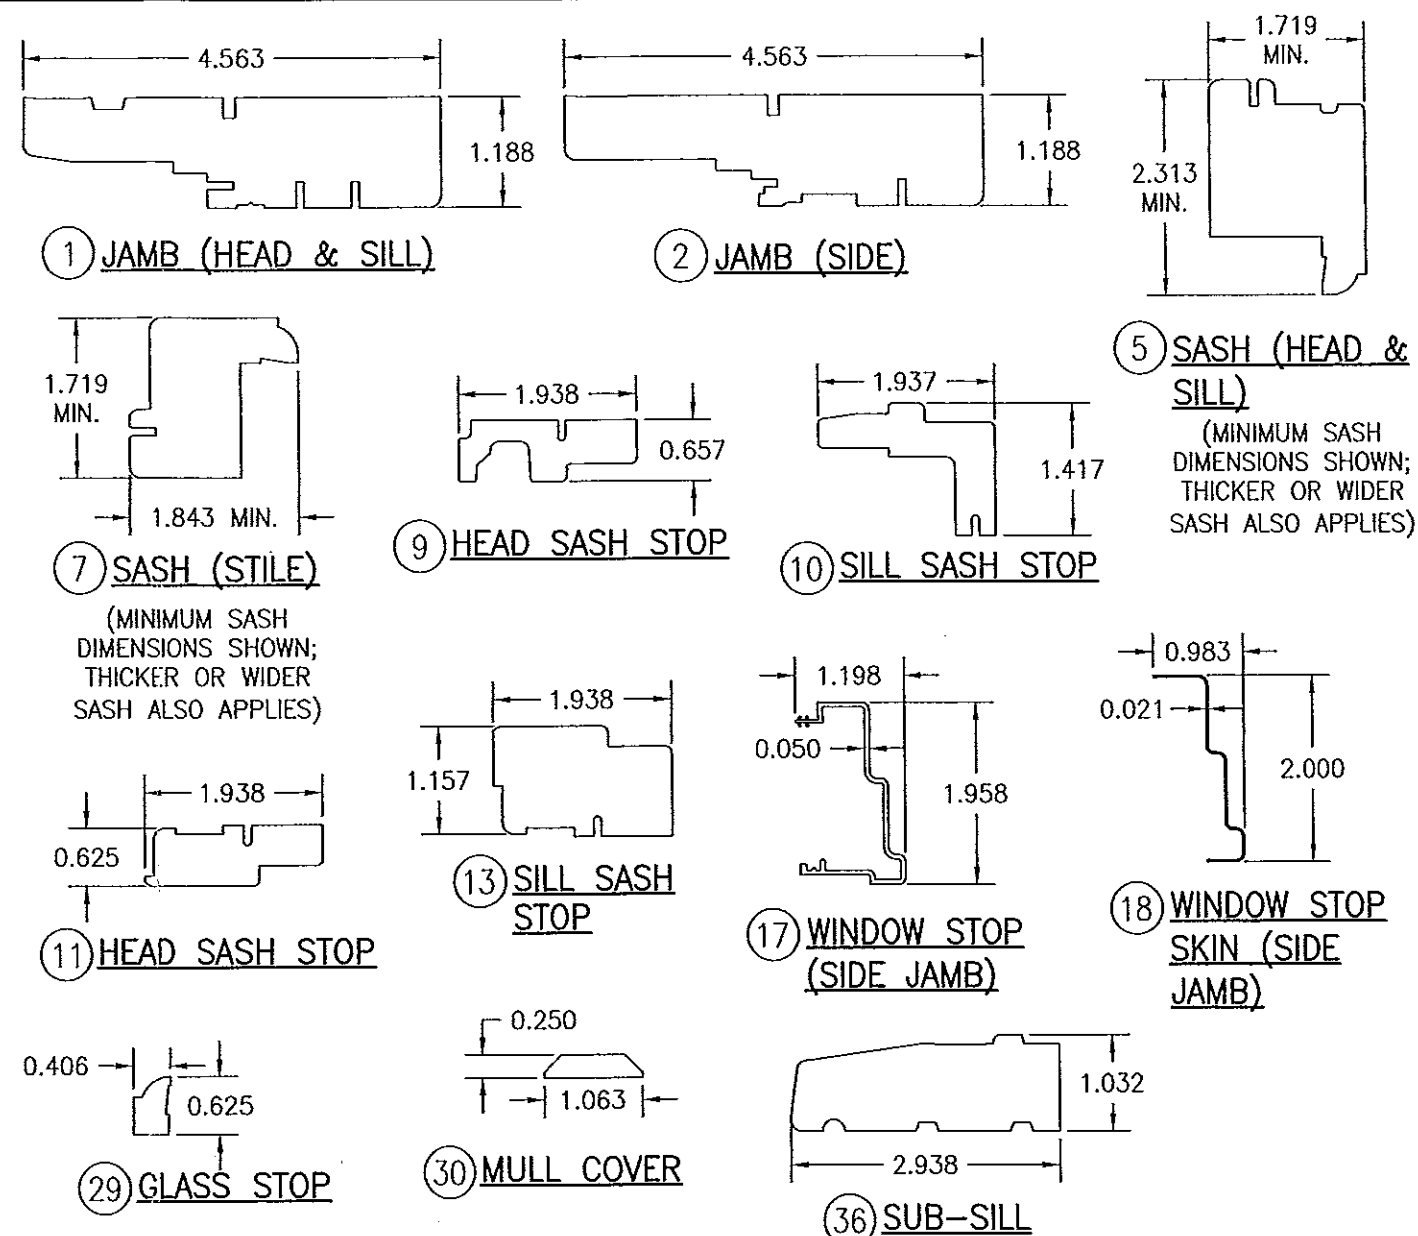 4.563
1.188
1 JAMB (HEAD & SILL)
4.563
1.188
2 JAMB (SIDE)
1.719
MIN.
2.313
MIN.
5 SASH (HEAD &
SILL)
(MINIMUM SASH
DIMENSIONS SHOWN;
THICKER OR WIDER
SASH ALSO APPLIES)
1.719
MIN.
1.843 MIN.
7 SASH (STILE)
(MINIMUM SASH
DIMENSIONS SHOWN;
THICKER OR WIDER
SASH ALSO APPLIES)
1.938
0.657
9 HEAD SASH STOP
1.937
1.417
10 SILL SASH STOP
1.938
0.625
11 HEAD SASH STOP
1.938
1.157
13 SILL SASH
STOP
1.198
0.050
1.958
17 WINDOW STOP
(SIDE JAMB)
0.983
0.021
2.000
18 WINDOW STOP
SKIN (SIDE
JAMB)
0.406
0.625
29 GLASS STOP
0.250
1.063
30 MULL COVER
1.032
2.938
36 SUB-SILL